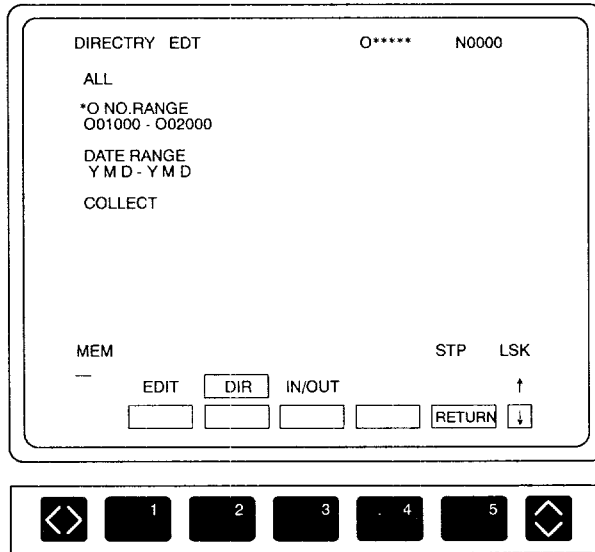 DIRECTRY EDT O***** N0000
ALL
*O NO.RANGE
O01000 - O02000
DATE RANGE
Y M D - Y M D
COLLECT
MEM STP LSK
EDIT DIR IN/OUT ↑
RETURN ↓
< > 1 2 3 4 5